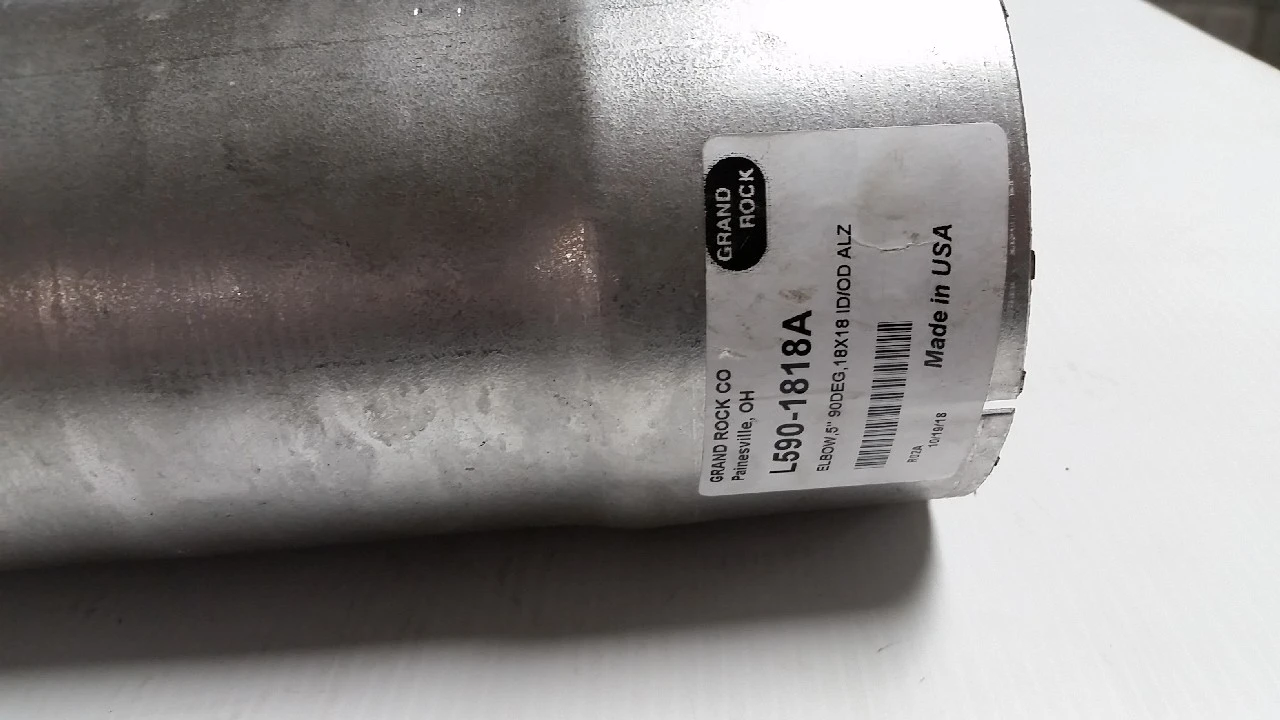 GRAND
ROCK
GRAND ROCK CO
Painesville, OH
L590-1818A
ELBOW,5" 90DEG,18X18 ID/OD ALZ
Made in USA
R02A
10/19/18